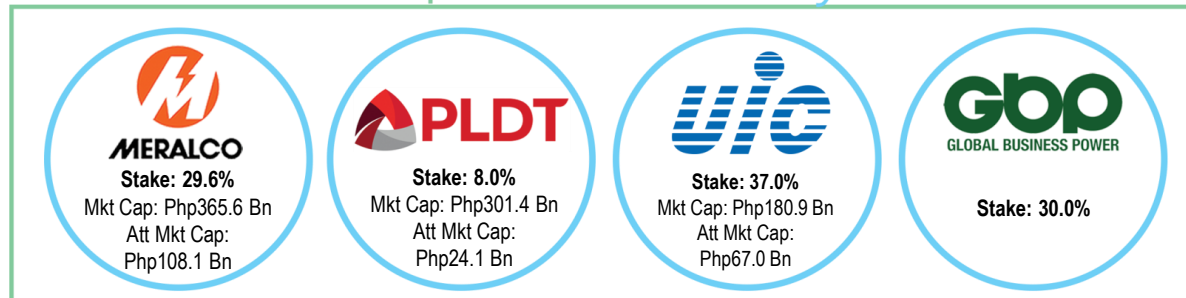 MERALCO
Stake: 29.6%
Mkt Cap: Php365.6 Bn
Att Mkt Cap:
Php108.1 Bn
PLDT
Stake: 8.0%
Mkt Cap: Php301.4 Bn
Att Mkt Cap:
Php24.1 Bn
uic
Stake: 37.0%
Mkt Cap: Php180.9 Bn
Att Mkt Cap:
Php67.0 Bn
GBP
GLOBAL BUSINESS POWER
Stake: 30.0%